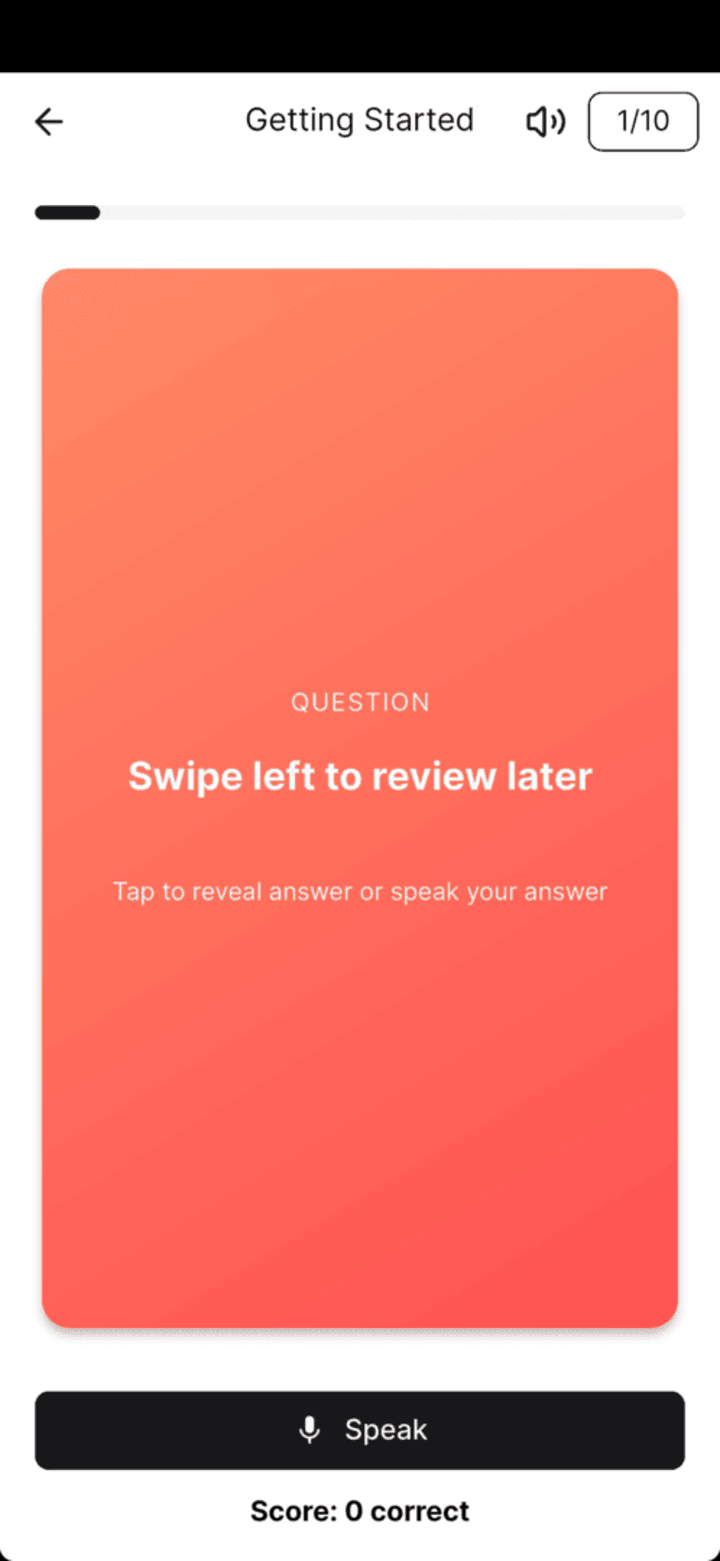 Getting Started
1/10
QUESTION
Swipe left to review later
Tap to reveal answer or speak your answer
Speak
Score: 0 correct